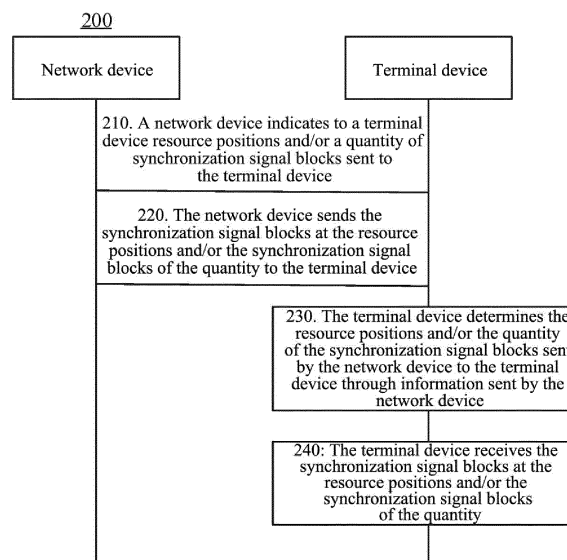 200
Network device
Terminal device
210. A network device indicates to a terminal
device resource positions and/or a quantity of
synchronization signal blocks sent to
the terminal device
220. The network device sends the
synchronization signal blocks at the resource
positions and/or the synchronization signal
blocks of the quantity to the terminal device
230. The terminal device determines the
resource positions and/or the quantity
of the synchronization signal blocks sent
by the network device to the terminal
device through information sent by the
network device
240: The terminal device receives the
synchronization signal blocks at the
resource positions and/or the
synchronization signal blocks
of the quantity